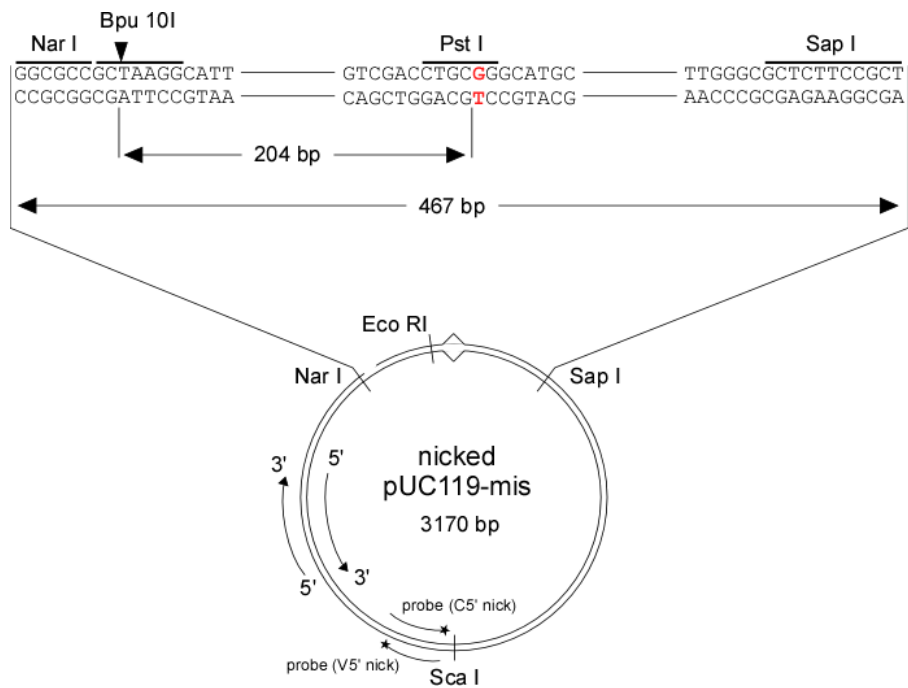 Bpu 10I
Nar I Pst I Sap I
GGCGCCGCTAAGGCATT GTCGACCTGCGGGCATGC TTGGGCGCTCTTCCGCT
CCGCGGCGATTCCGTAA CAGCTGGACGTCCGTACG AACCCGCGAGAAGGCGA
204 bp
467 bp
Eco RI
Nar I Sap I
nicked
pUC119-mis
3170 bp
3' 5'
5' 3'
probe (C5' nick)
probe (V5' nick)
Sca I